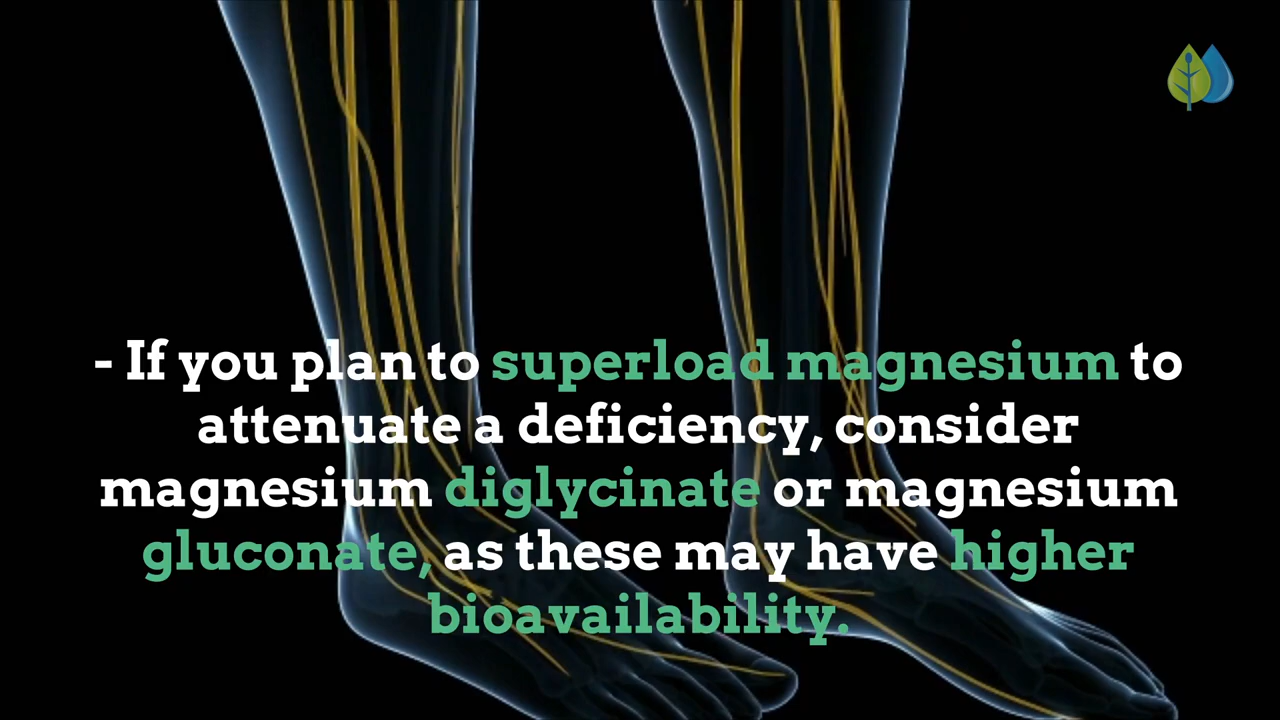 - If you plan to superload magnesium to
attenuate a deficiency, consider
magnesium diglycinate or magnesium
gluconate, as these may have higher
bioavailability.